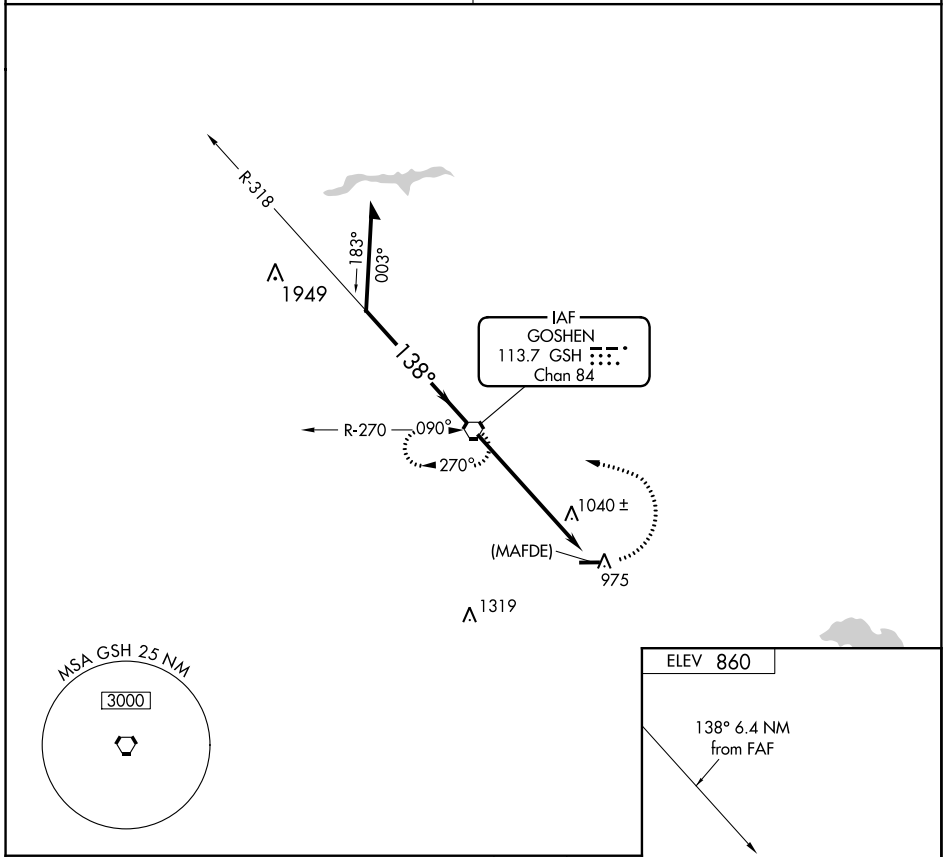 R-318
183°
003°
1949
IAF
GOSHEN
113.7 GSH
Chan 84
138°
R-270
090°
270°
1040 ±
(MAFDE)
975
1319
MSA GSH 25 NM
3000
ELEV 860
138° 6.4 NM
from FAF